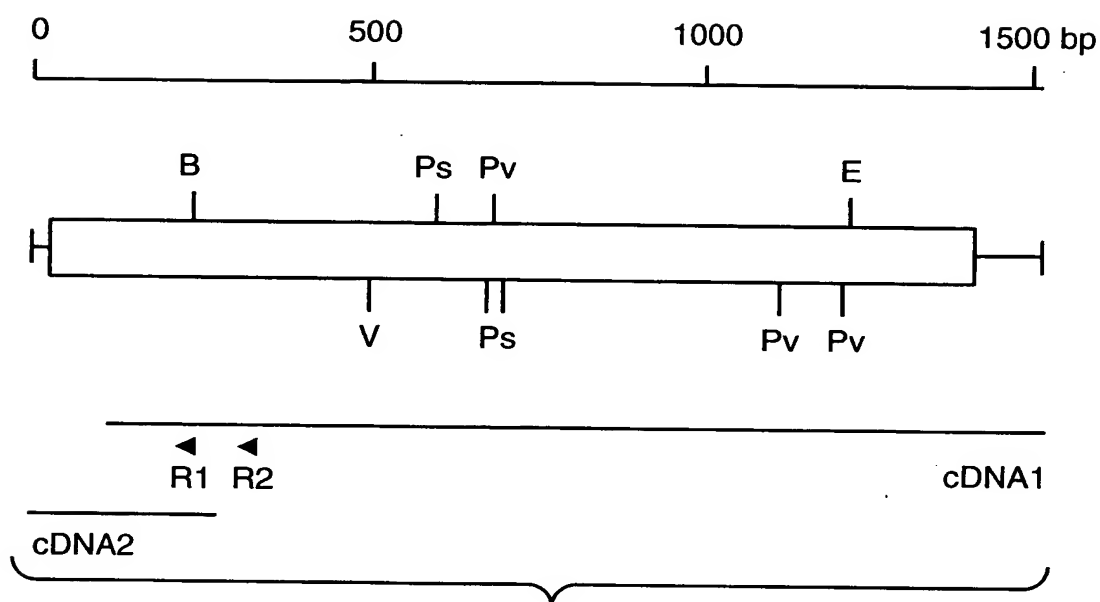 0 500 1000 1500 bp
B Ps Pv E
V Ps Pv Pv
R1 R2 cDNA1
cDNA2